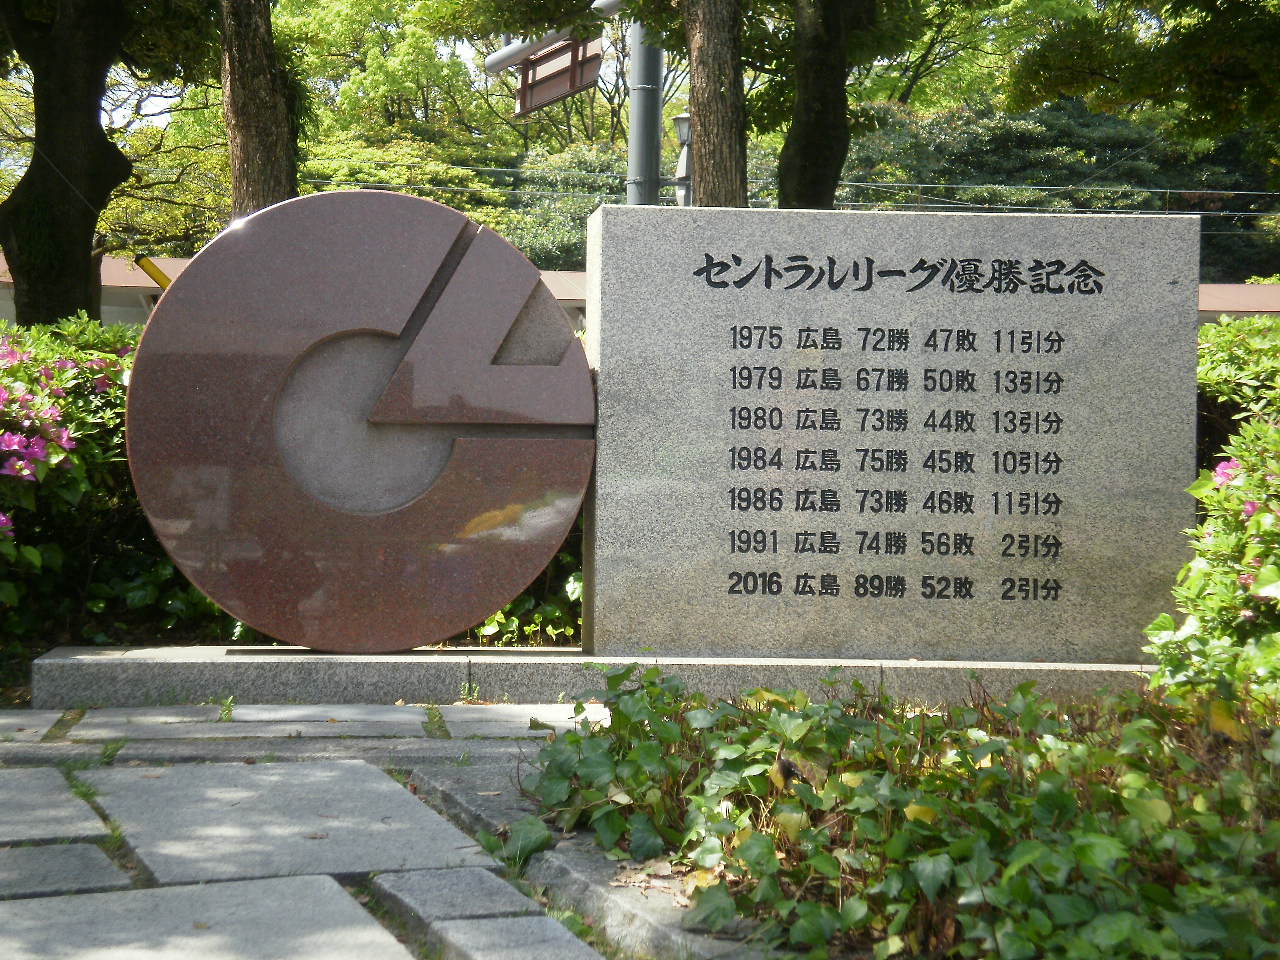 セントラルリーグ優勝記念
1975 広島 72勝 47敗 11引分
1979 広島 67勝 50敗 13引分
1980 広島 73勝 44敗 13引分
1984 広島 75勝 45敗 10引分
1986 広島 73勝 46敗 11引分
1991 広島 74勝 56敗 2引分
2016 広島 89勝 52敗 2引分